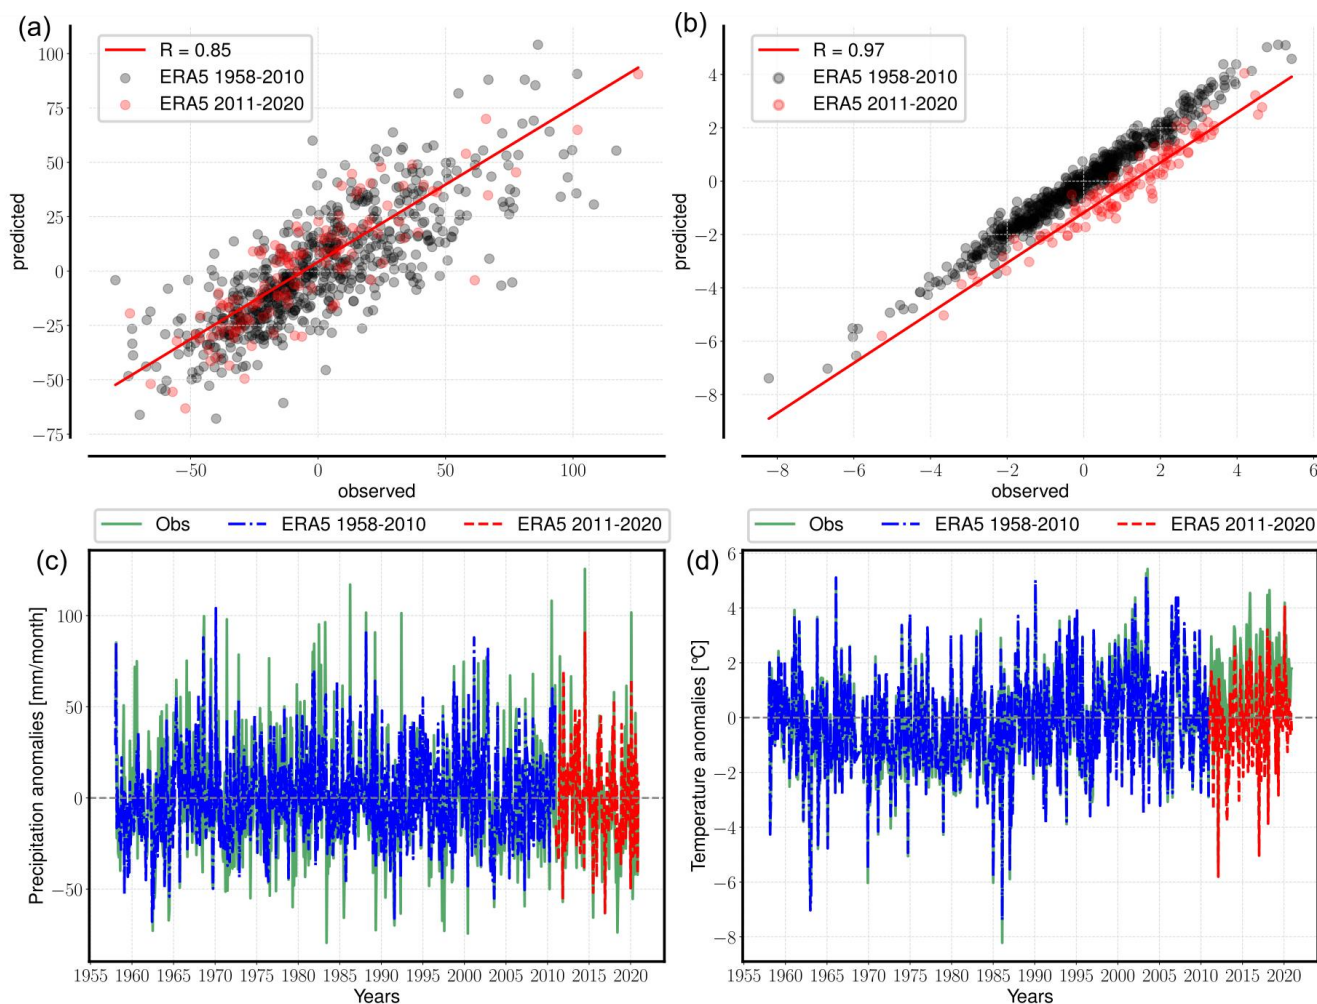 (a)
R = 0.85
ERA5 1958-2010
ERA5 2011-2020
predicted
100
75
50
25
0
−25
−50
−75
−50 0 50 100
observed
(b)
R = 0.97
ERA5 1958-2010
ERA5 2011-2020
predicted
4
2
0
−2
−4
−6
−8
−8 −6 −4 −2 0 2 4 6
observed
Obs ERA5 1958-2010 ERA5 2011-2020
(c)
Precipitation anomalies [mm/month]
100
50
0
−50
1955 1960 1965 1970 1975 1980 1985 1990 1995 2000 2005 2010 2015 2020
Years
Obs ERA5 1958-2010 ERA5 2011-2020
(d)
Temperature anomalies [°C]
6
4
2
0
−2
−4
−6
−8
1955 1960 1965 1970 1975 1980 1985 1990 1995 2000 2005 2010 2015 2020
Years